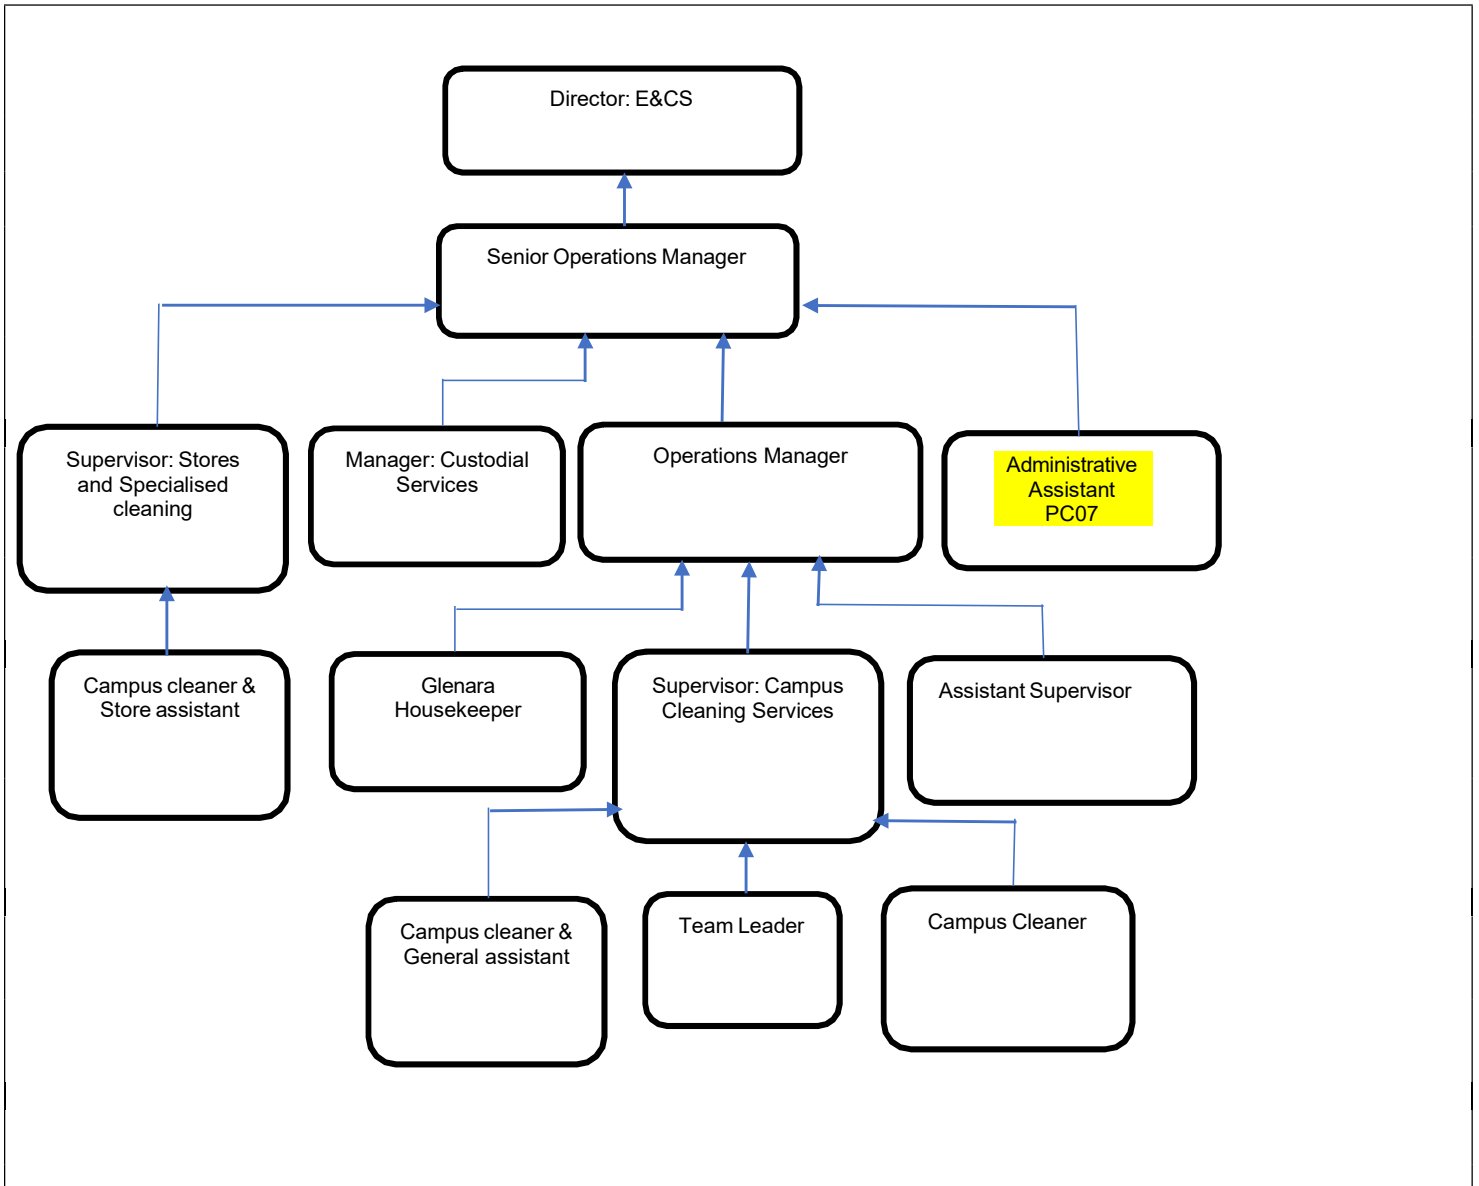 Director: E&CS
Senior Operations Manager
Supervisor: Stores
and Specialised
cleaning
Manager: Custodial
Services
Operations Manager
Administrative
Assistant
PC07
Campus cleaner &
Store assistant
Glenara
Housekeeper
Supervisor: Campus
Cleaning Services
Assistant Supervisor
Campus cleaner &
General assistant
Team Leader
Campus Cleaner